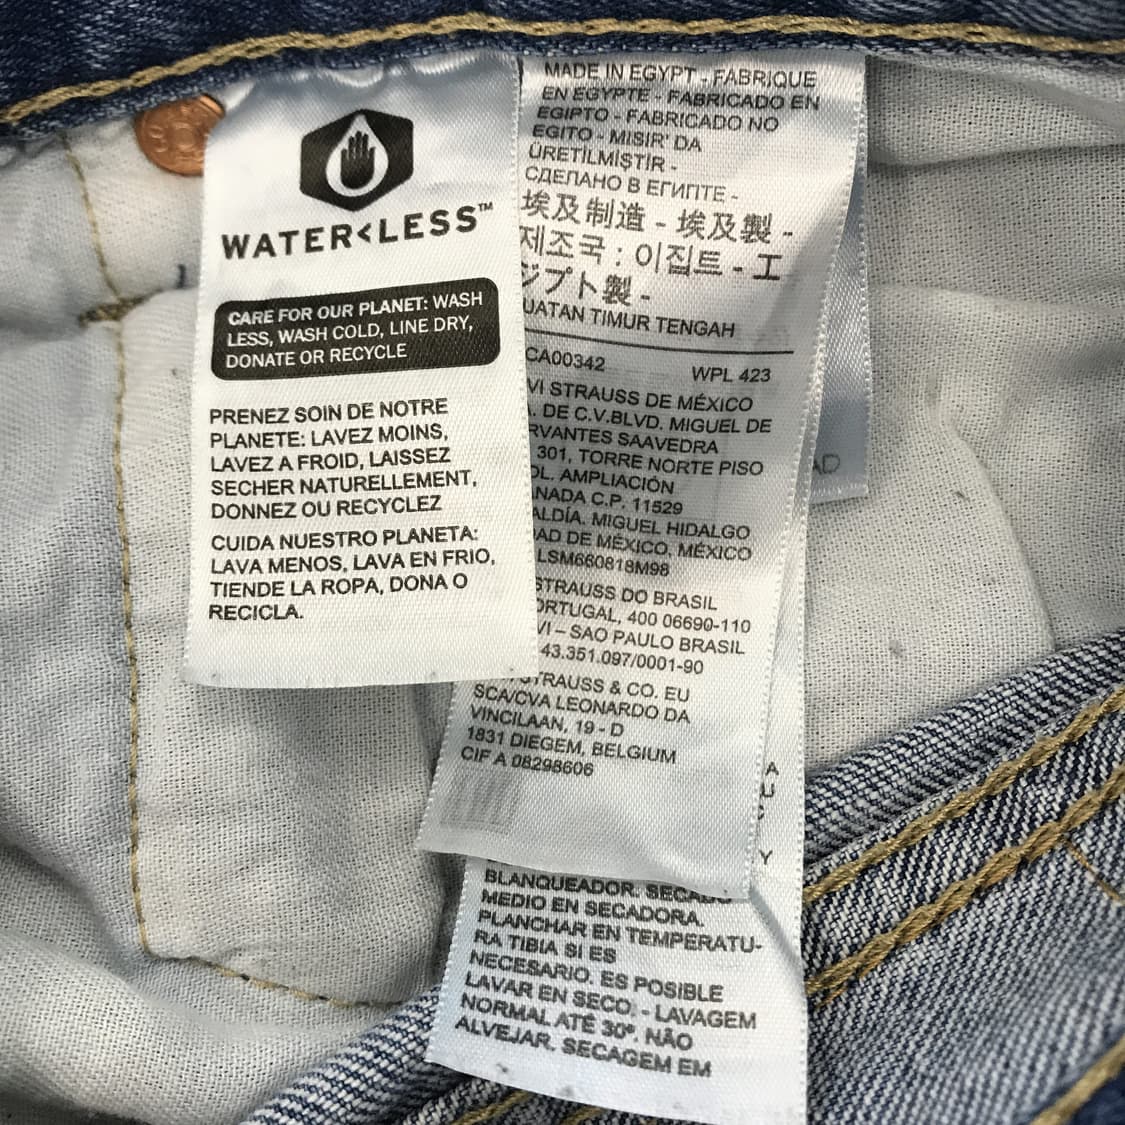 WATER<LESS™
CARE FOR OUR PLANET: WASH
LESS, WASH COLD, LINE DRY,
DONATE OR RECYCLE
PRENEZ SOIN DE NOTRE
PLANETE: LAVEZ MOINS,
LAVEZ A FROID, LAISSEZ
SECHER NATURELLEMENT,
DONNEZ OU RECYCLEZ
CUIDA NUESTRO PLANETA:
LAVA MENOS, LAVA EN FRIO,
TIENDE LA ROPA, DONA O
RECICLA.
MADE IN EGYPT - FABRIQUE
EN EGYPTE - FABRICADO EN
EGIPTO - FABRICADO NO
EGITO - MISIR' DA
ÜRETİLMİŞTİR -
СДЕЛАНО В ЕГИПТЕ -
埃及制造 - 埃及製 -
제조국 : 이집트 - エ
ジプト製 -
UATAN TIMUR TENGAH
CA00342 WPL 423
VI STRAUSS DE MÉXICO
. DE C.V.BLVD. MIGUEL DE
RVANTES SAAVEDRA
301, TORRE NORTE PISO
OL. AMPLIACIÓN
NADA C.P. 11529
ALDÍA. MIGUEL HIDALGO
AD DE MÉXICO, MÉXICO
LSM660818M98
STRAUSS DO BRASIL
ORTUGAL, 400 06690-110
VI – SAO PAULO BRASIL
43.351.097/0001-90
TRAUSS & CO. EU
SCA/CVA LEONARDO DA
VINCILAAN, 19 - D
1831 DIEGEM, BELGIUM
CIF A 08298606
BLANQUEADOR. SECADO
MEDIO EN SECADORA.
PLANCHAR EN TEMPERATU-
RA TIBIA SI ES
NECESARIO. ES POSIBLE
LAVAR EN SECO. - LAVAGEM
NORMAL ATÉ 30º. NÃO
ALVEJAR. SECAGEM EM
AD
A
U
Y